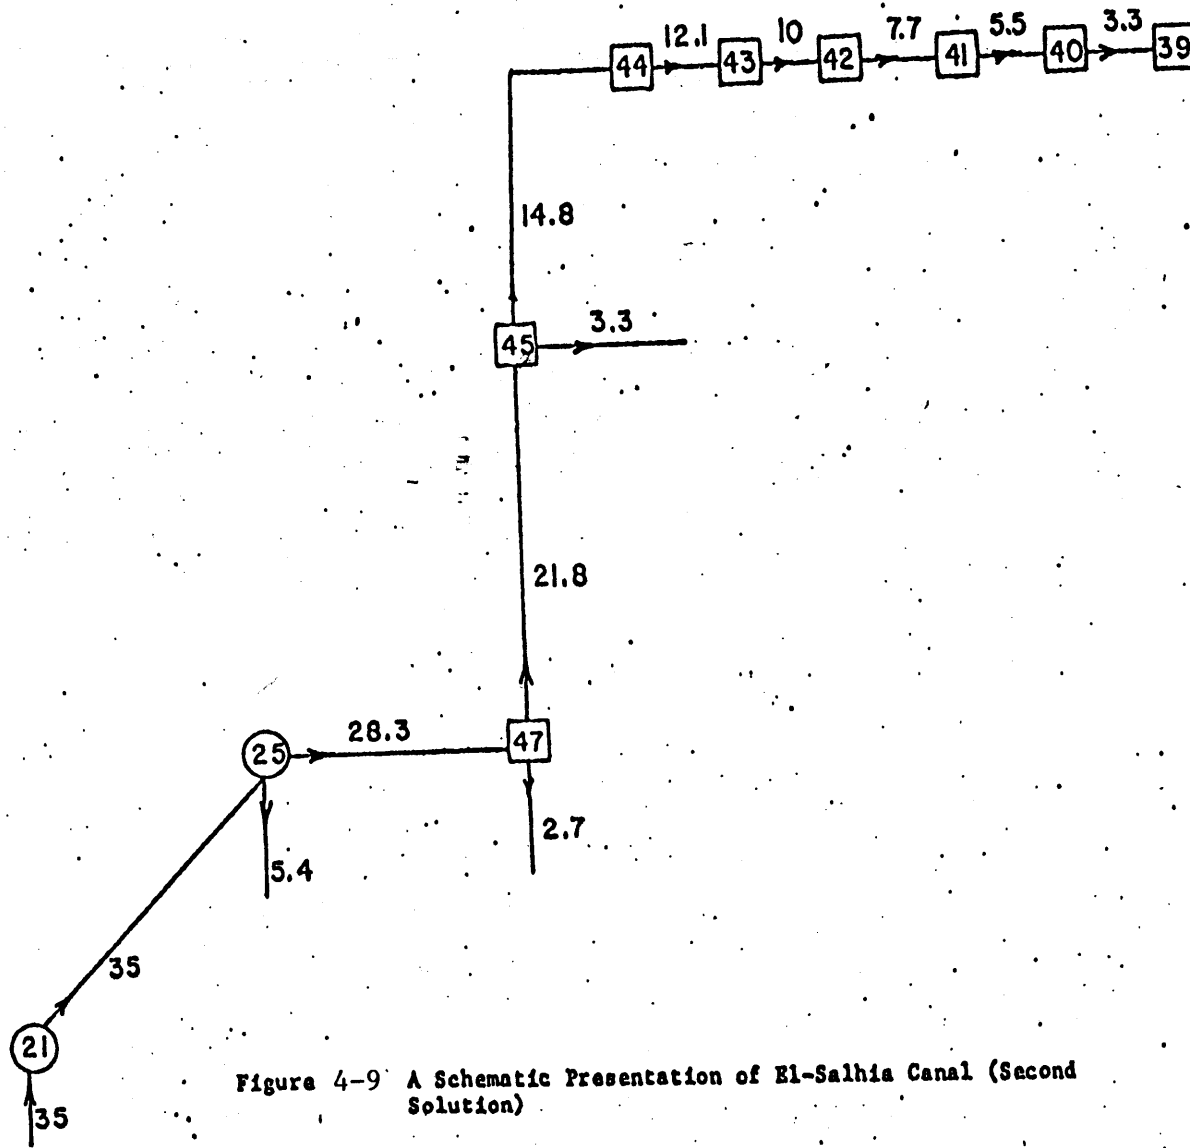 12.1 10 7.7 5.5 3.3
44 43 42 41 40 39
14.8
45 3.3
21.8
25 28.3 47
5.4 2.7
35
21
35
Figure 4-9 A Schematic Presentation of El-Salhia Canal (Second
Solution)